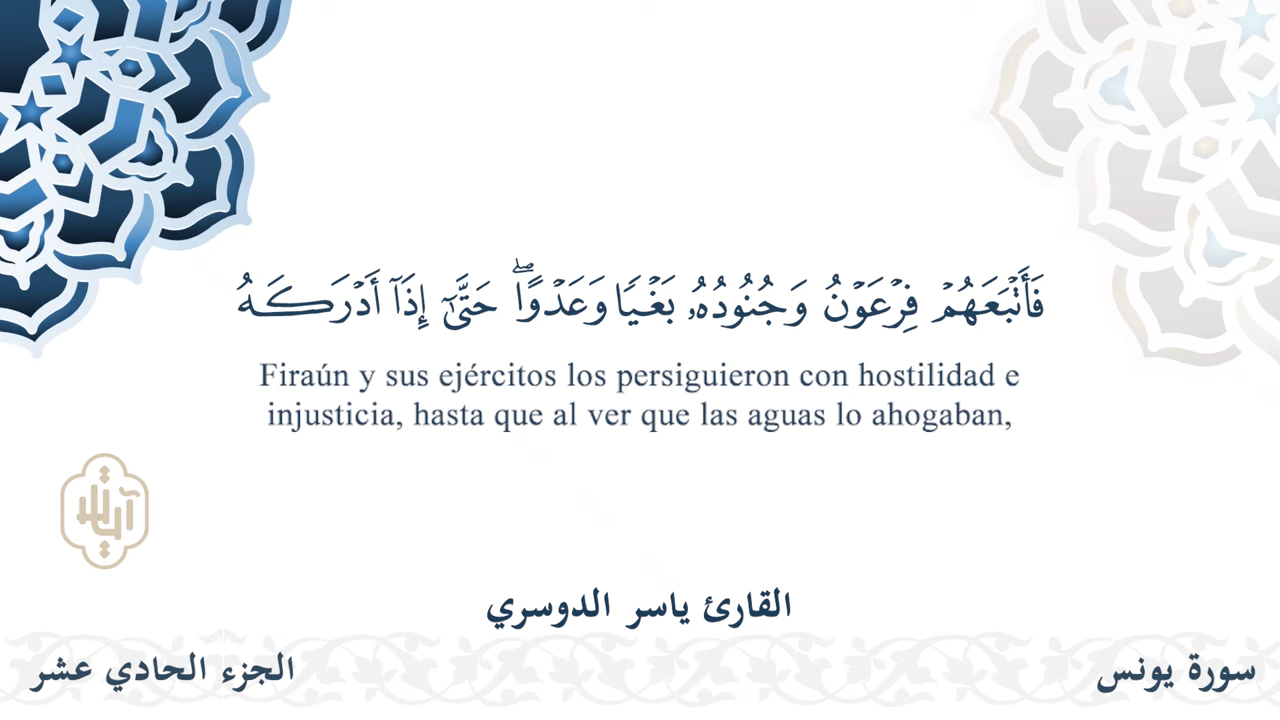 فَأَتْبَعَهُمْ فِرْعَوْنُ وَجُنُودُهُۥ بَغْيًا وَعَدْوًا ۖ حَتَّىٰٓ إِذَآ أَدْرَكَهُ
Firaún y sus ejércitos los persiguieron con hostilidad e
injusticia, hasta que al ver que las aguas lo ahogaban,
القارئ ياسر الدوسري
سورة يونس
الجزء الحادي عشر